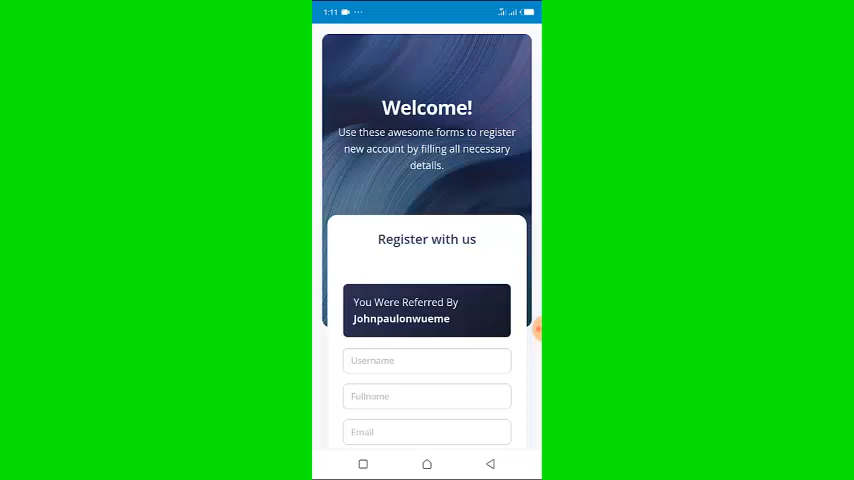 1:11
Welcome!
Use these awesome forms to register
new account by filling all necessary
details.
Register with us
You Were Referred By
Johnpaulonwueme
Username
Fullname
Email